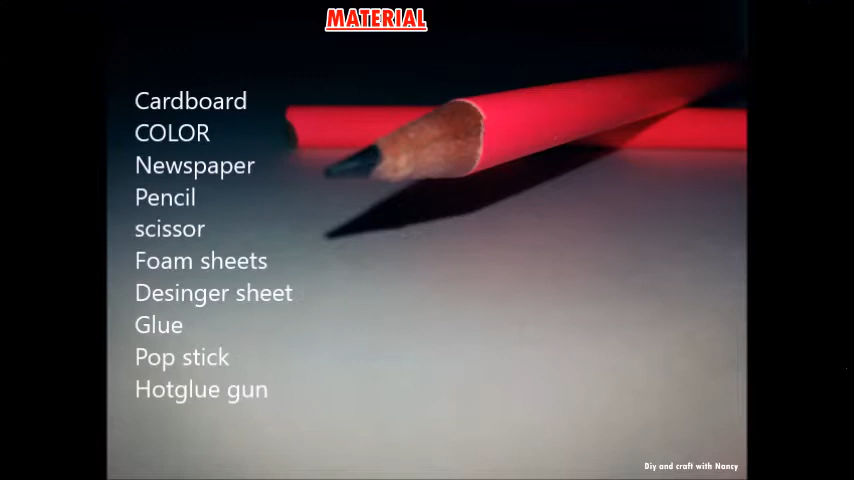 MATERIAL
Cardboard
COLOR
Newspaper
Pencil
scissor
Foam sheets
Desinger sheet
Glue
Pop stick
Hotglue gun
Diy and craft with Nancy